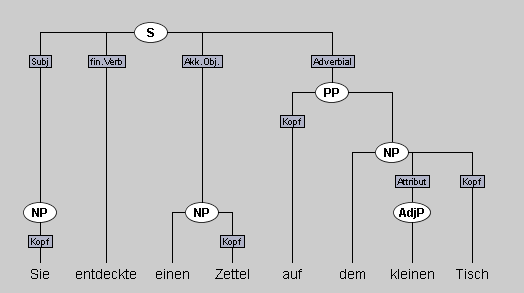 S
Subj fin.Verb Akk.Obj. Adverbial
PP
Kopf
NP
Attribut Kopf
NP NP AdjP
Kopf Kopf
Sie entdeckte einen Zettel auf dem kleinen Tisch